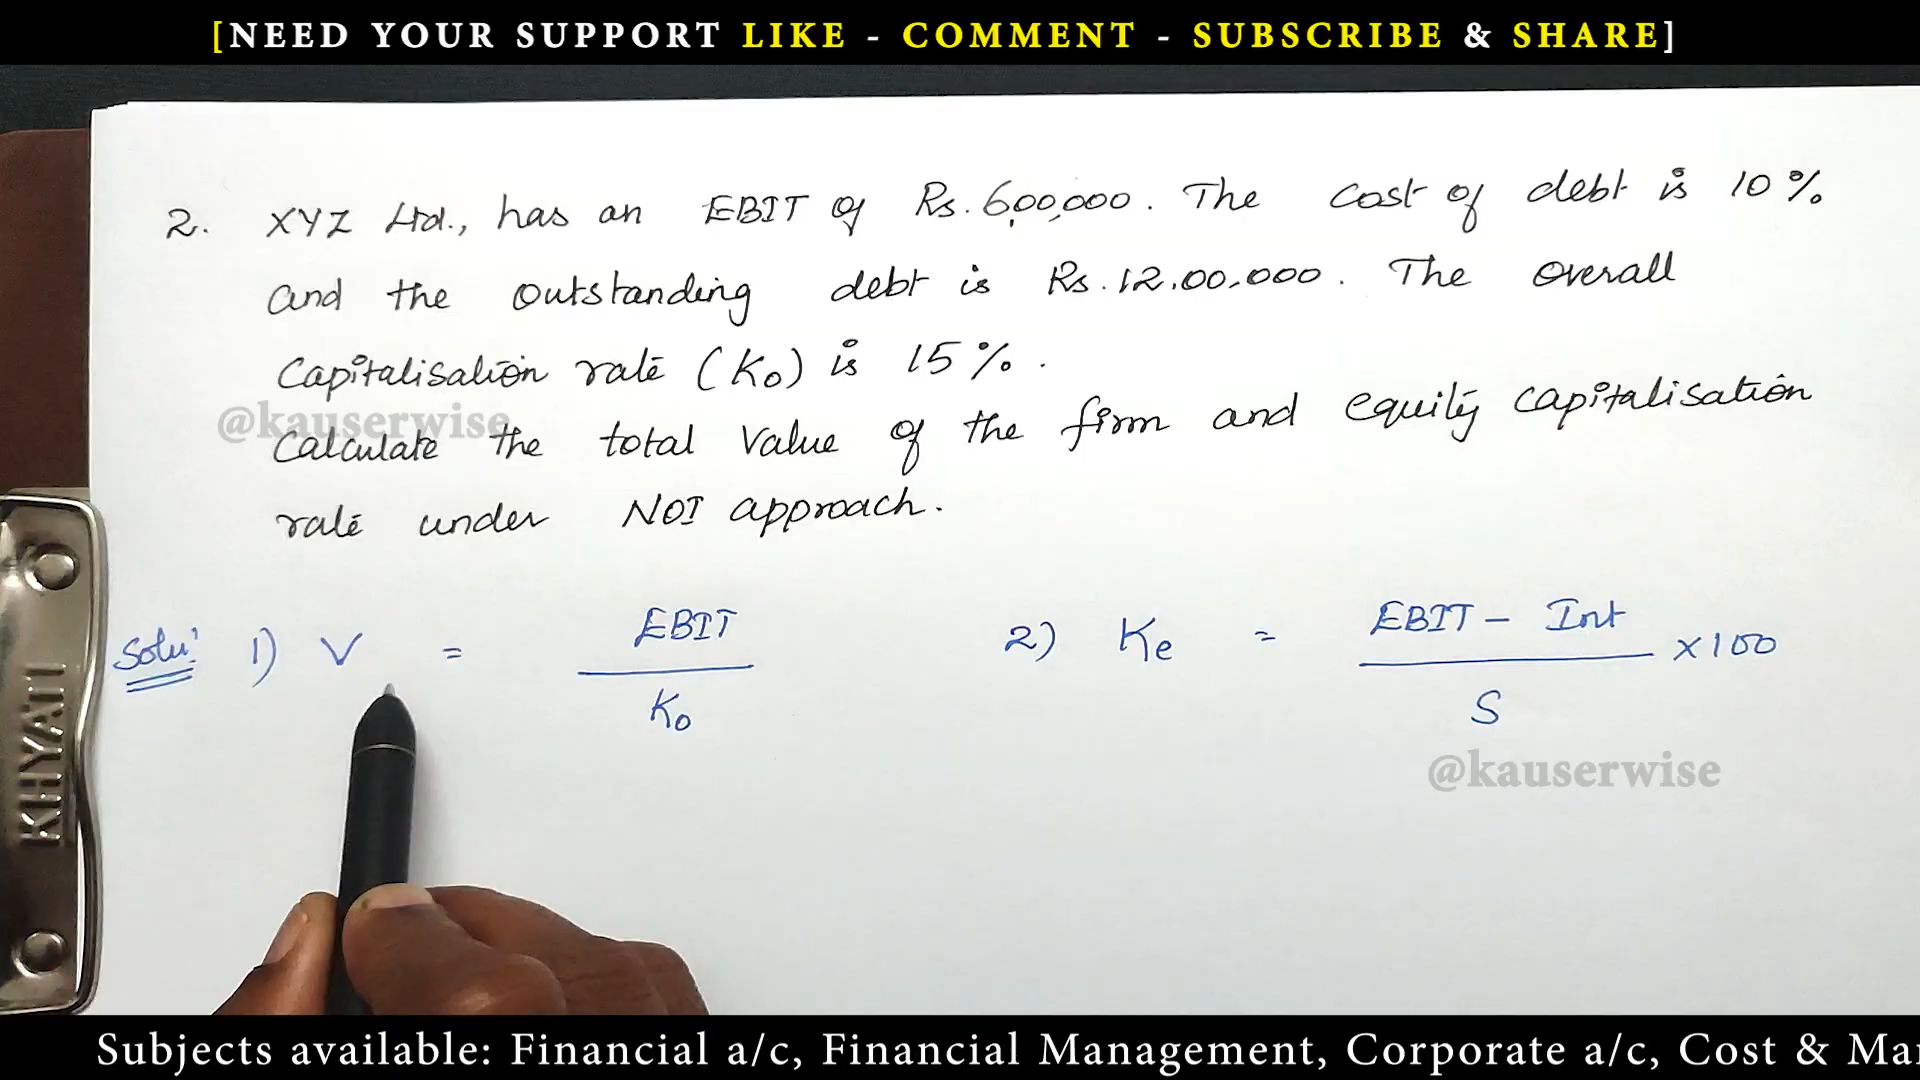 [NEED YOUR SUPPORT LIKE - COMMENT - SUBSCRIBE & SHARE]
2. XYZ Ltd., has an EBIT of Rs. 6,00,000. The cost of debt is 10%
and the outstanding debt is Rs. 12,00,000. The overall
Capitalisation rate (Ko) is 15%.
@kauserwise
Calculate the total value of the firm and equity capitalisation
rate under NOI approach.
Solu: 1) V = EBIT / Ko 2) Ke = EBIT - Int / S × 100
@kauserwise
KHYATI
Subjects available: Financial a/c, Financial Management, Corporate a/c, Cost & Ma